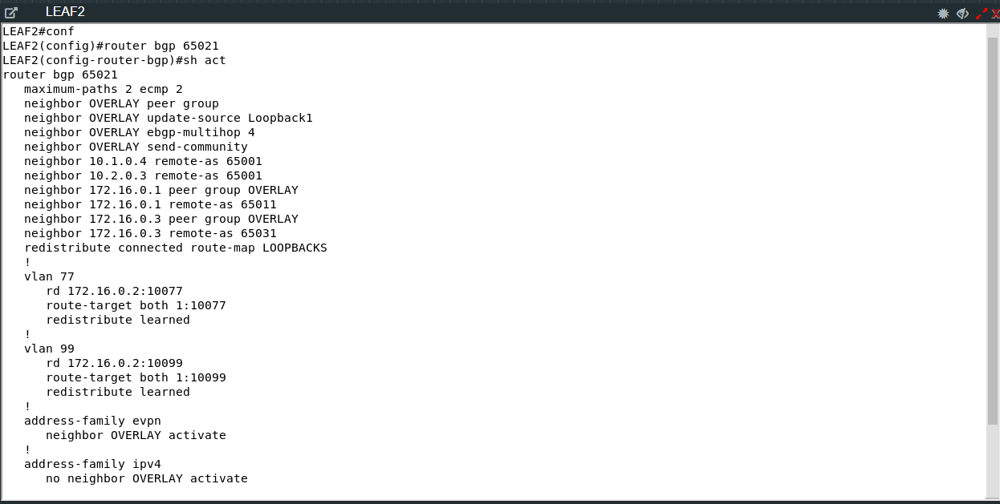 LEAF2
LEAF2#conf
LEAF2(config)#router bgp 65021
LEAF2(config-router-bgp)#sh act
router bgp 65021
   maximum-paths 2 ecmp 2
   neighbor OVERLAY peer group
   neighbor OVERLAY update-source Loopback1
   neighbor OVERLAY ebgp-multihop 4
   neighbor OVERLAY send-community
   neighbor 10.1.0.4 remote-as 65001
   neighbor 10.2.0.3 remote-as 65001
   neighbor 172.16.0.1 peer group OVERLAY
   neighbor 172.16.0.1 remote-as 65011
   neighbor 172.16.0.3 peer group OVERLAY
   neighbor 172.16.0.3 remote-as 65031
   redistribute connected route-map LOOPBACKS
   !
   vlan 77
      rd 172.16.0.2:10077
      route-target both 1:10077
      redistribute learned
   !
   vlan 99
      rd 172.16.0.2:10099
      route-target both 1:10099
      redistribute learned
   !
   address-family evpn
      neighbor OVERLAY activate
   !
   address-family ipv4
      no neighbor OVERLAY activate